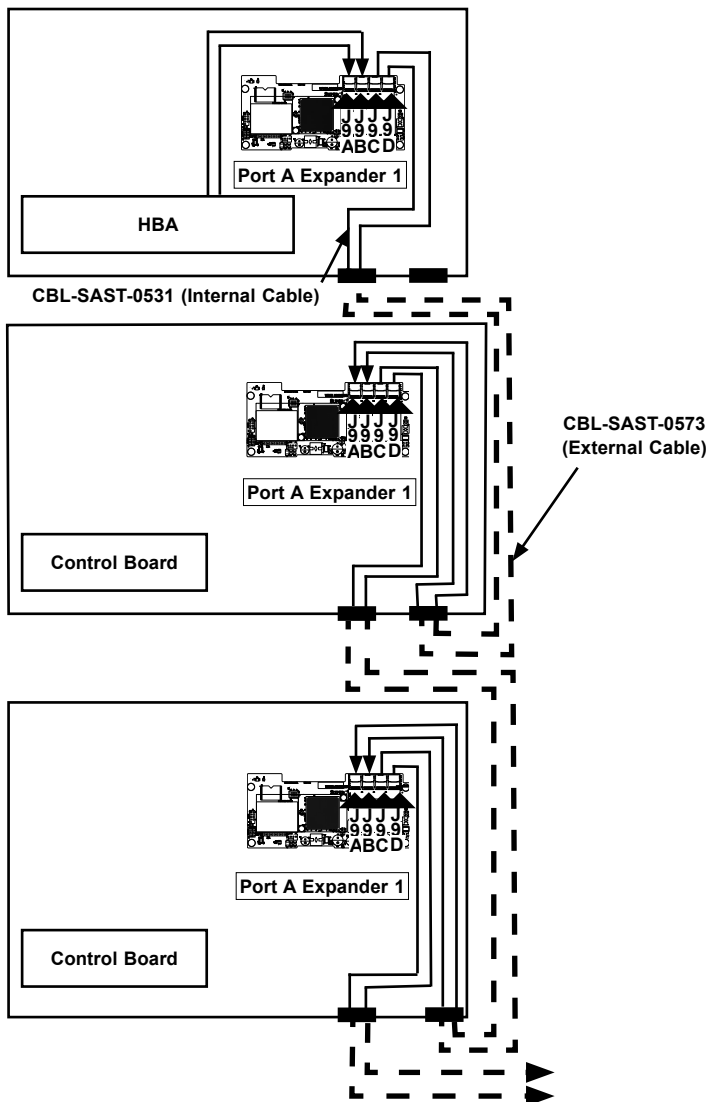 J J J J
9 9 9 9
A B C D
Port A Expander 1
HBA
CBL-SAST-0531 (Internal Cable)
J J J J
9 9 9 9
A B C D
CBL-SAST-0573
(External Cable)
Port A Expander 1
Control Board
J J J J
9 9 9 9
A B C D
Port A Expander 1
Control Board